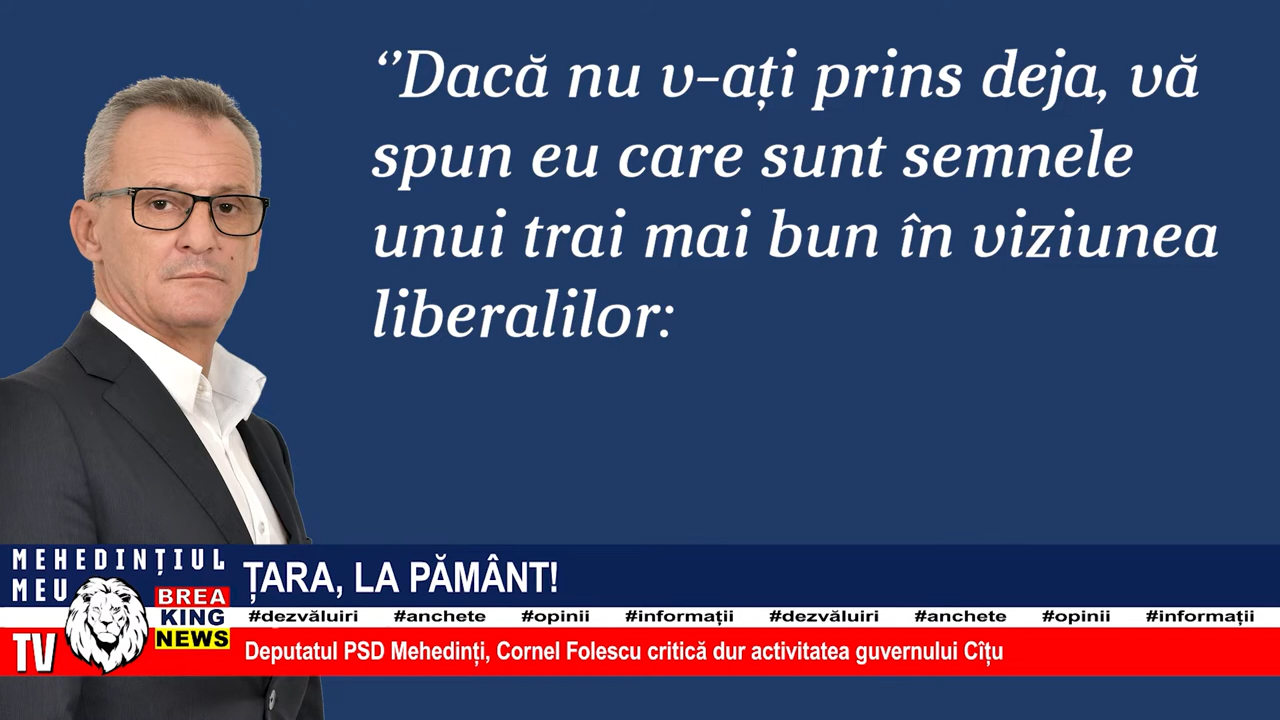 ‘’Dacă nu v-ați prins deja, vă
spun eu care sunt semnele
unui trai mai bun în viziunea
liberalilor:
MEHEDINȚIUL
MEU
TV
BREA
KING
NEWS
ȚARA, LA PĂMÂNT!
#dezvăluiri #anchete #opinii #informații #dezvăluiri #anchete #opinii #informații
Deputatul PSD Mehedinți, Cornel Folescu critică dur activitatea guvernului Cîțu